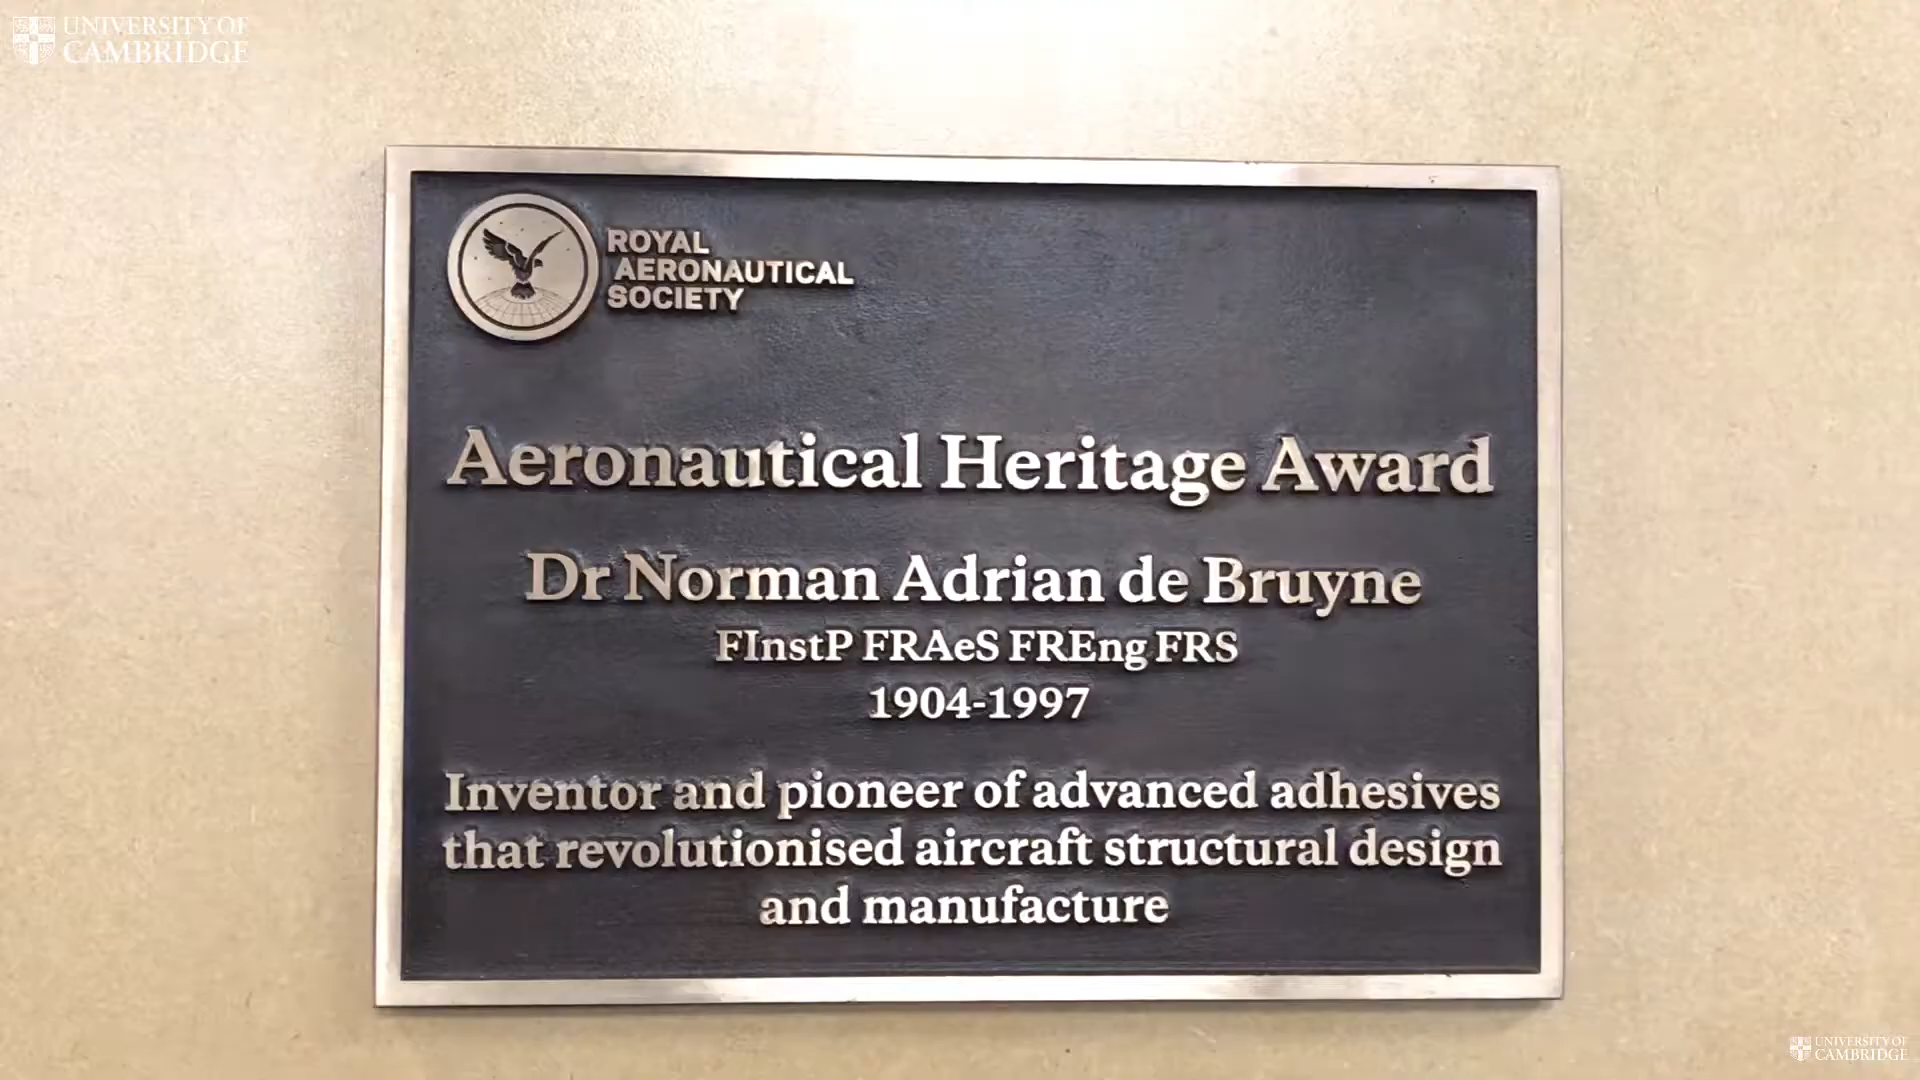 UNIVERSITY OF
CAMBRIDGE
ROYAL
AERONAUTICAL
SOCIETY
Aeronautical Heritage Award
Dr Norman Adrian de Bruyne
FInstP FRAeS FREng FRS
1904-1997
Inventor and pioneer of advanced adhesives
that revolutionised aircraft structural design
and manufacture
UNIVERSITY OF
CAMBRIDGE